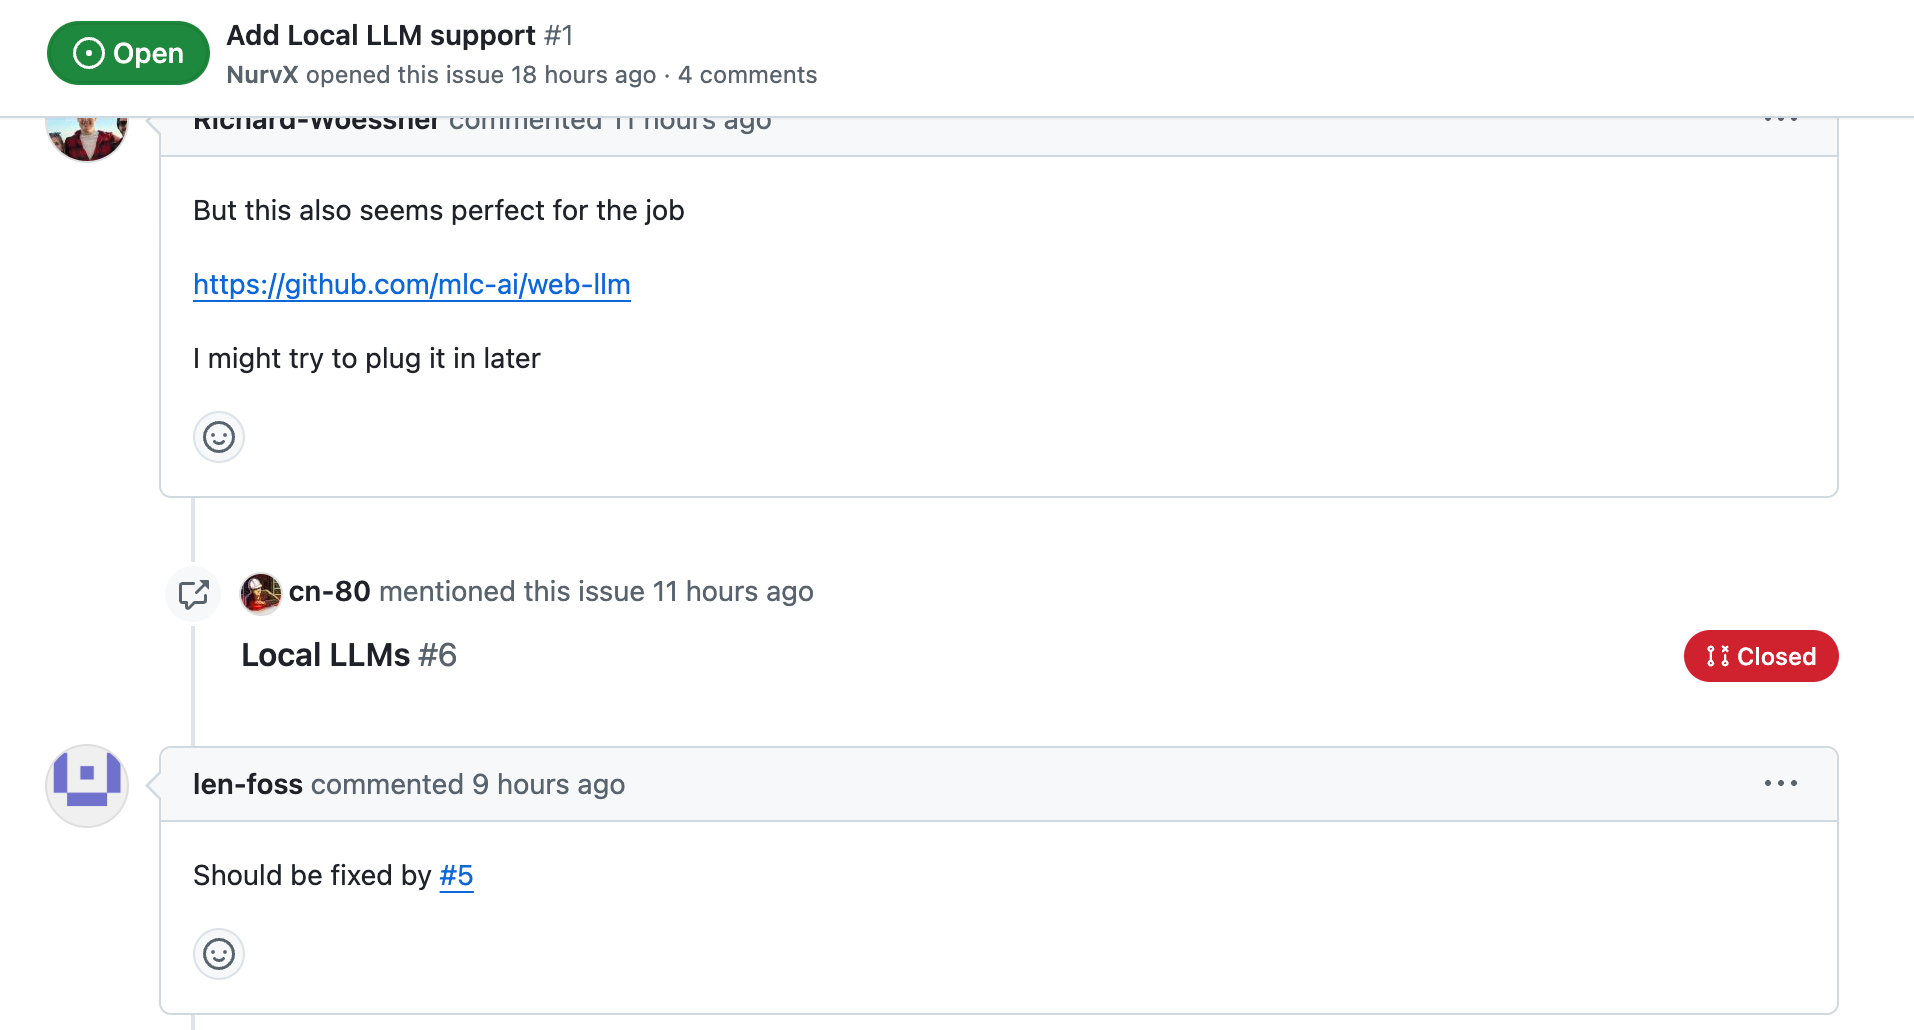 Open
Add Local LLM support #1
NurvX opened this issue 18 hours ago · 4 comments
Richard-Woessner commented 11 hours ago
But this also seems perfect for the job
https://github.com/mlc-ai/web-llm
I might try to plug it in later
cn-80 mentioned this issue 11 hours ago
Local LLMs #6
Closed
len-foss commented 9 hours ago
Should be fixed by #5